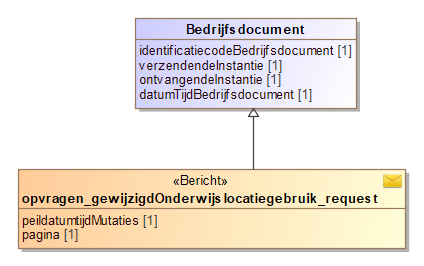 Bedrijfsdocument
identificatiecodeBedrijfsdocument [1]
verzendendeInstantie [1]
ontvangendeInstantie [1]
datumTijdBedrijfsdocument [1]
«Bericht»
opvragen_gewijzigdOnderwijslocatiegebruik_request
peildatumtijdMutaties [1]
pagina [1]